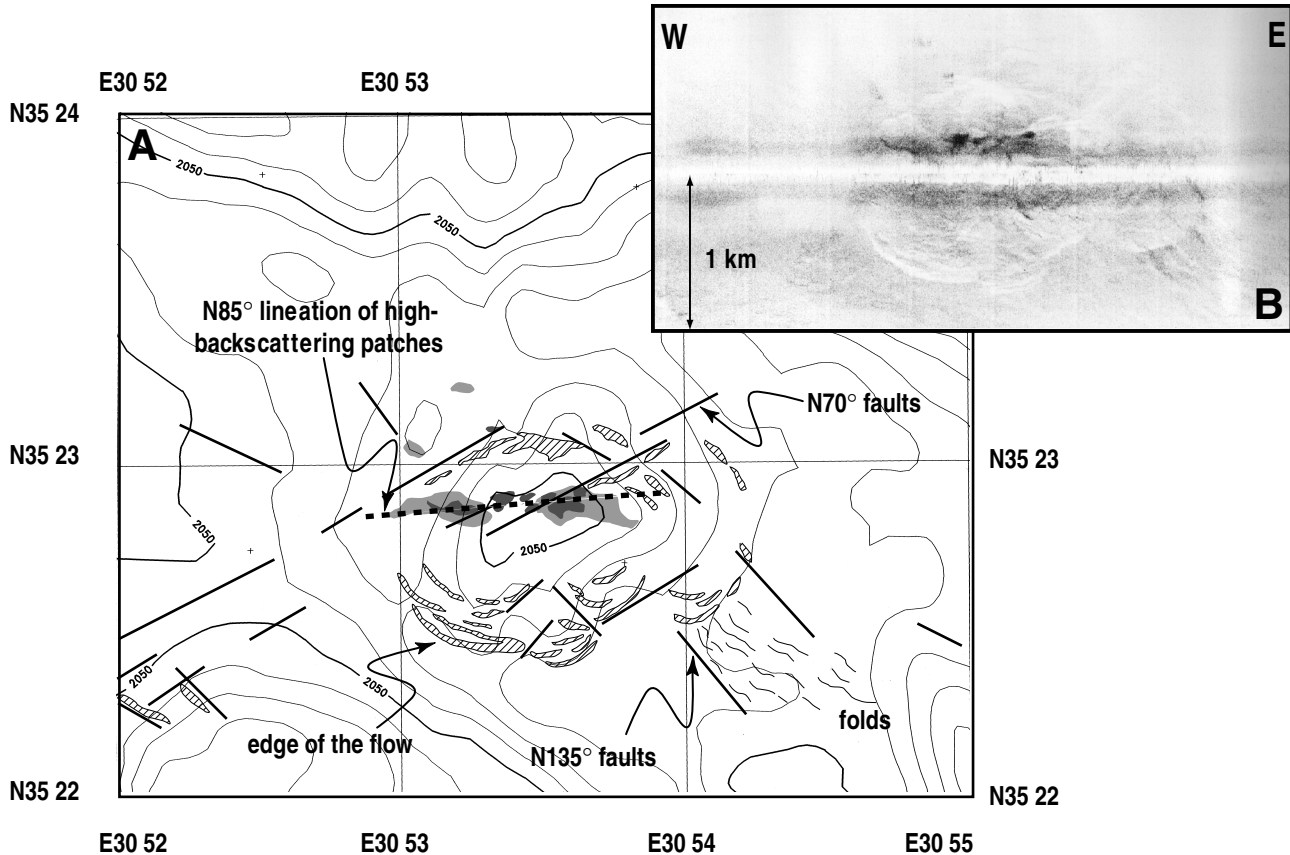 W
E
E30 52
E30 53
N35 24
A
2050
2050
1 km
B
N85° lineation of high-
backscattering patches
N70° faults
N35 23
N35 23
2050
2050
2050
2050
folds
edge of the flow
N135° faults
N35 22
N35 22
E30 52
E30 53
E30 54
E30 55